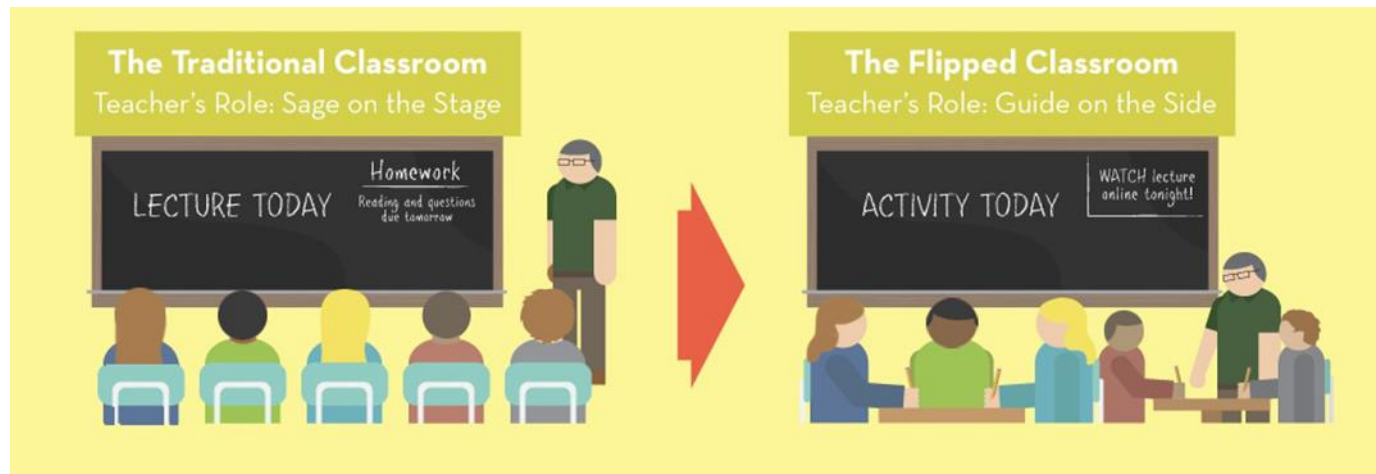 The Traditional Classroom
Teacher's Role: Sage on the Stage
LECTURE TODAY
Homework
Reading and questions
due tomorrow
The Flipped Classroom
Teacher's Role: Guide on the Side
ACTIVITY TODAY
WATCH lecture
online tonight!